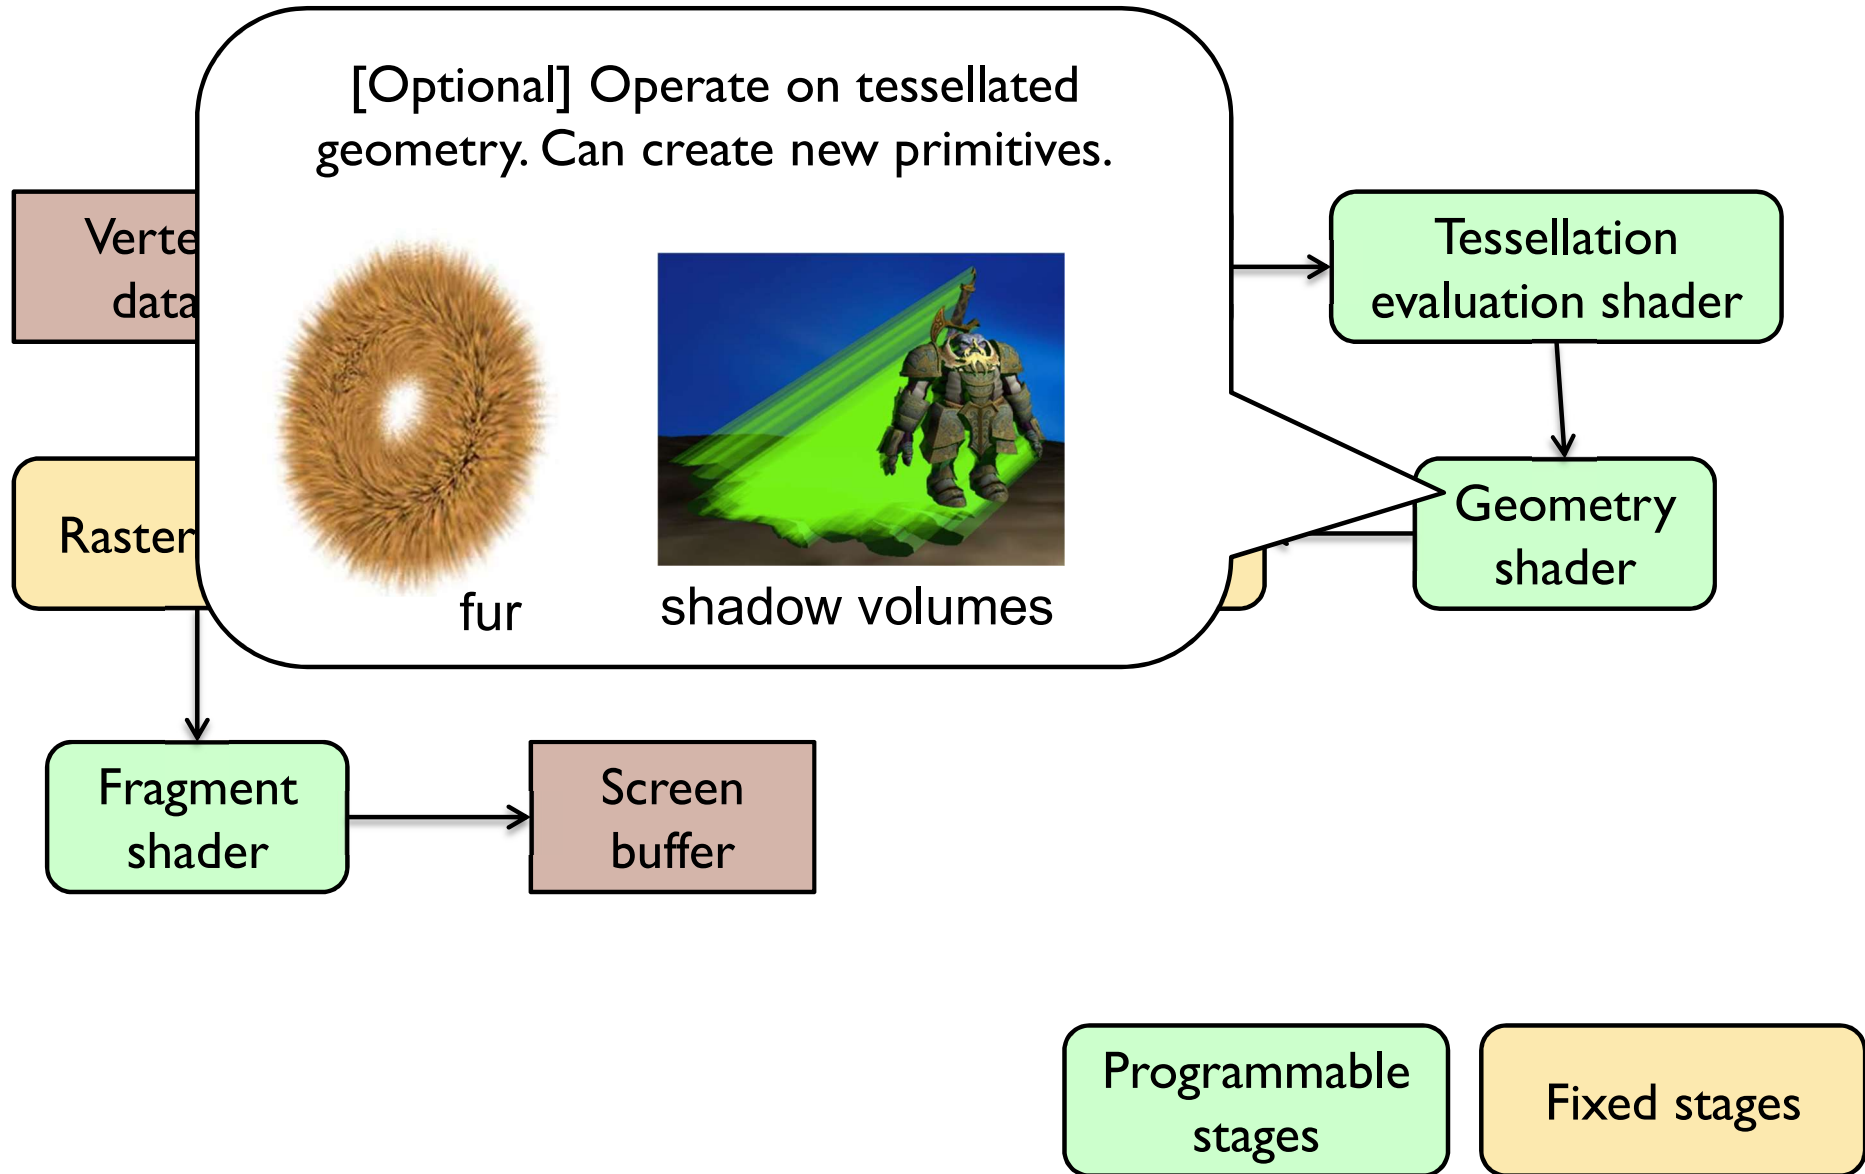 [Optional] Operate on tessellated
geometry. Can create new primitives.
fur
shadow volumes
Verte
data
Tessellation
evaluation shader
Raster
Geometry
shader
Fragment
shader
Screen
buffer
Programmable
stages
Fixed stages